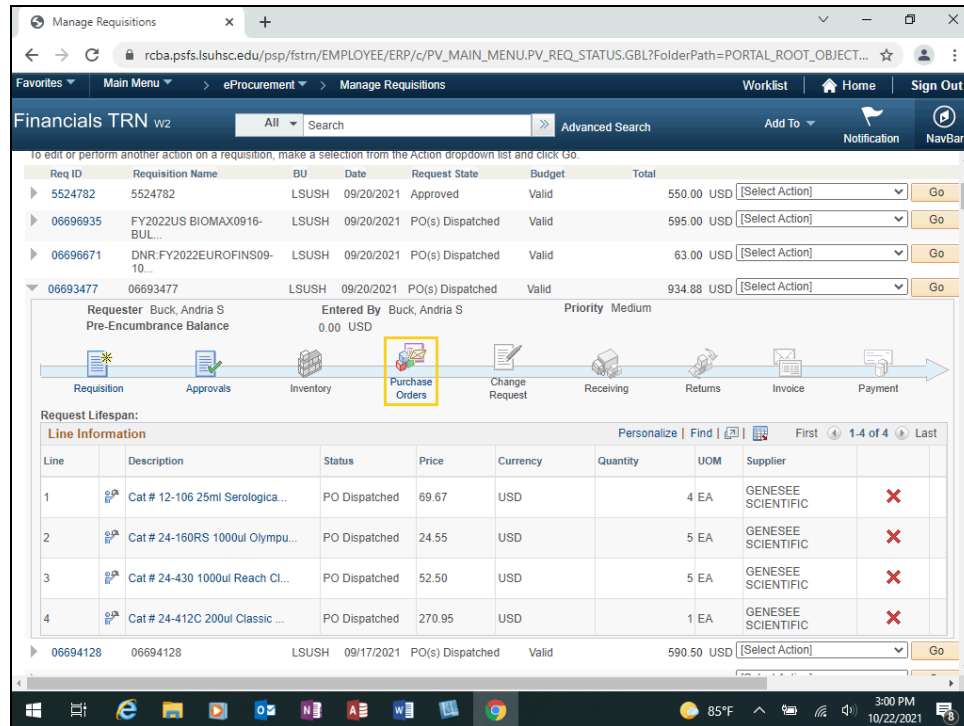 Manage Requisitions
rcba.psfs.lsuhsc.edu/psp/fstrn/EMPLOYEE/ERP/c/PV_MAIN_MENU.PV_REQ_STATUS.GBL?FolderPath=PORTAL_ROOT_OBJECT...
Favorites Main Menu > eProcurement > Manage Requisitions Worklist Home Sign Out
Financials TRN W2 All Search Advanced Search Add To Notification NavBar
To edit or perform another action on a requisition, make a selection from the Action dropdown list and click Go.
Req ID Requisition Name BU Date Request State Budget Total
5524782 5524782 LSUSH 09/20/2021 Approved Valid 550.00 USD [Select Action] Go
06696935 FY2022US BIOMAX0916-BUL... LSUSH 09/20/2021 PO(s) Dispatched Valid 595.00 USD [Select Action] Go
06696671 DNR:FY2022EUROFINS09-10... LSUSH 09/20/2021 PO(s) Dispatched Valid 63.00 USD [Select Action] Go
06693477 06693477 LSUSH 09/20/2021 PO(s) Dispatched Valid 934.88 USD [Select Action] Go
Requester Buck, Andria S Entered By Buck, Andria S Priority Medium
Pre-Encumbrance Balance 0.00 USD
Requisition Approvals Inventory Purchase Orders Change Request Receiving Returns Invoice Payment
Request Lifespan:
Line Information Personalize | Find | First 1-4 of 4 Last
Line Description Status Price Currency Quantity UOM Supplier
1 Cat # 12-106 25ml Serologica... PO Dispatched 69.67 USD 4 EA GENESEE SCIENTIFIC
2 Cat # 24-160RS 1000ul Olympu... PO Dispatched 24.55 USD 5 EA GENESEE SCIENTIFIC
3 Cat # 24-430 1000ul Reach Cl... PO Dispatched 52.50 USD 5 EA GENESEE SCIENTIFIC
4 Cat # 24-412C 200ul Classic ... PO Dispatched 270.95 USD 1 EA GENESEE SCIENTIFIC
06694128 06694128 LSUSH 09/17/2021 PO(s) Dispatched Valid 590.50 USD [Select Action] Go
85°F 3:00 PM
10/22/2021 8